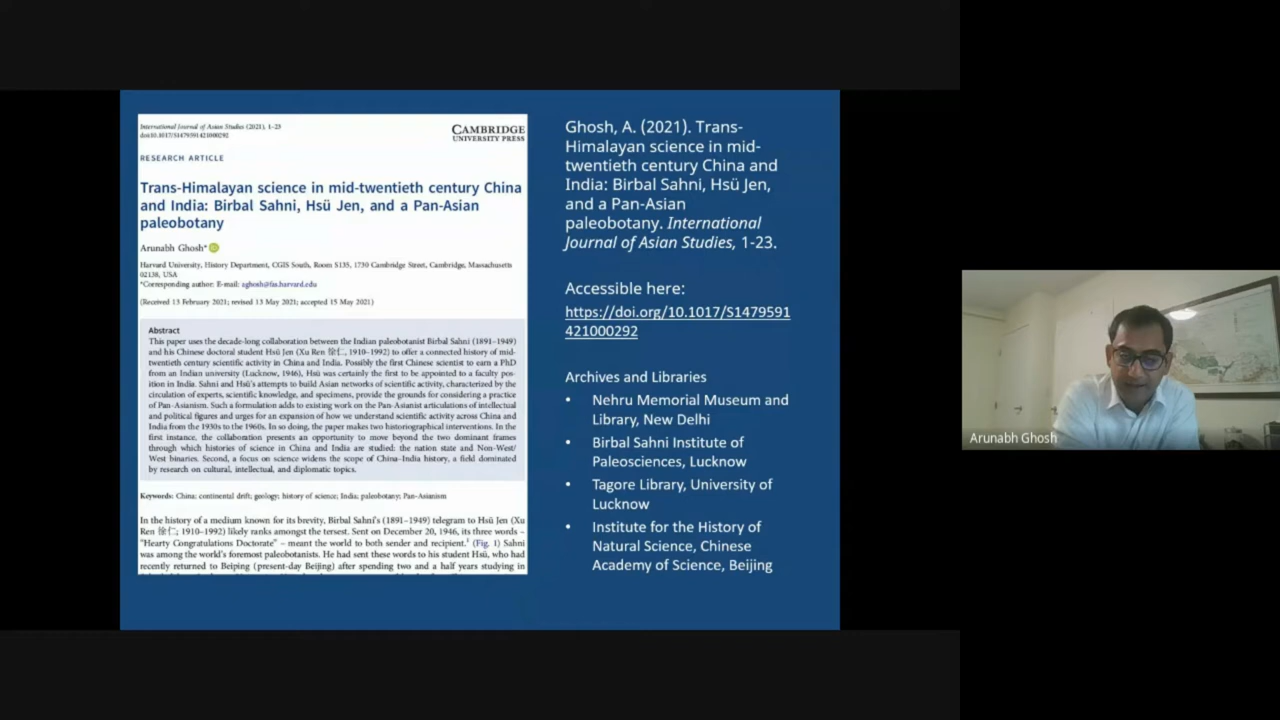 International Journal of Asian Studies (2021), 1–23
doi:10.1017/S1479591421000292
CAMBRIDGE
UNIVERSITY PRESS
RESEARCH ARTICLE
Trans-Himalayan science in mid-twentieth century China
and India: Birbal Sahni, Hsü Jen, and a Pan-Asian
paleobotany
Arunabh Ghosh*
Harvard University, History Department, CGIS South, Room S135, 1730 Cambridge Street, Cambridge, Massachusetts
02138, USA
*Corresponding author: E-mail: aghosh@fas.harvard.edu
(Received 13 February 2021; revised 13 May 2021; accepted 15 May 2021)
Abstract
This paper uses the decade-long collaboration between the Indian paleobotanist Birbal Sahni (1891–1949)
and his Chinese doctoral student Hsü Jen (Xu Ren 徐仁, 1910–1992) to offer a connected history of mid-
twentieth century scientific activity in China and India. Possibly the first Chinese scientist to earn a PhD
from an Indian university (Lucknow, 1946), Hsü was certainly the first to be appointed to a faculty pos-
ition in India. Sahni and Hsü's attempts to build Asian networks of scientific activity, characterized by the
circulation of experts, scientific knowledge, and specimens, provide the grounds for considering a practice
of Pan-Asianism. Such a formulation adds to existing work on the Pan-Asianist articulations of intellectual
and political figures and urges for an expansion of how we understand scientific activity across China and
India from the 1930s to the 1960s. In so doing, the paper makes two historiographical interventions. In the
first instance, the collaboration presents an opportunity to move beyond the two dominant frames
through which histories of science in China and India are studied: the nation state and Non-West/
West binaries. Second, a focus on science widens the scope of China–India history, a field dominated
by research on cultural, intellectual, and diplomatic topics.
Keywords: China; continental drift; geology; history of science; India; paleobotany; Pan-Asianism
In the history of a medium known for its brevity, Birbal Sahni's (1891–1949) telegram to Hsü Jen (Xu
Ren 徐仁; 1910–1992) likely ranks amongst the tersest. Sent on December 20, 1946, its three words –
"Hearty Congratulations Doctorate" – meant the world to both sender and recipient.¹ (Fig. 1) Sahni
was among the world's foremost paleobotanists. He had sent these words to his student Hsü, who had
recently returned to Beiping (present-day Beijing) after spending two and a half years studying in
Ghosh, A. (2021). Trans-
Himalayan science in mid-
twentieth century China and
India: Birbal Sahni, Hsü Jen,
and a Pan-Asian
paleobotany. International
Journal of Asian Studies, 1-23.
Accessible here:
https://doi.org/10.1017/S1479591
421000292
Archives and Libraries
• Nehru Memorial Museum and
Library, New Delhi
• Birbal Sahni Institute of
Paleosciences, Lucknow
• Tagore Library, University of
Lucknow
• Institute for the History of
Natural Science, Chinese
Academy of Science, Beijing
Arunabh Ghosh